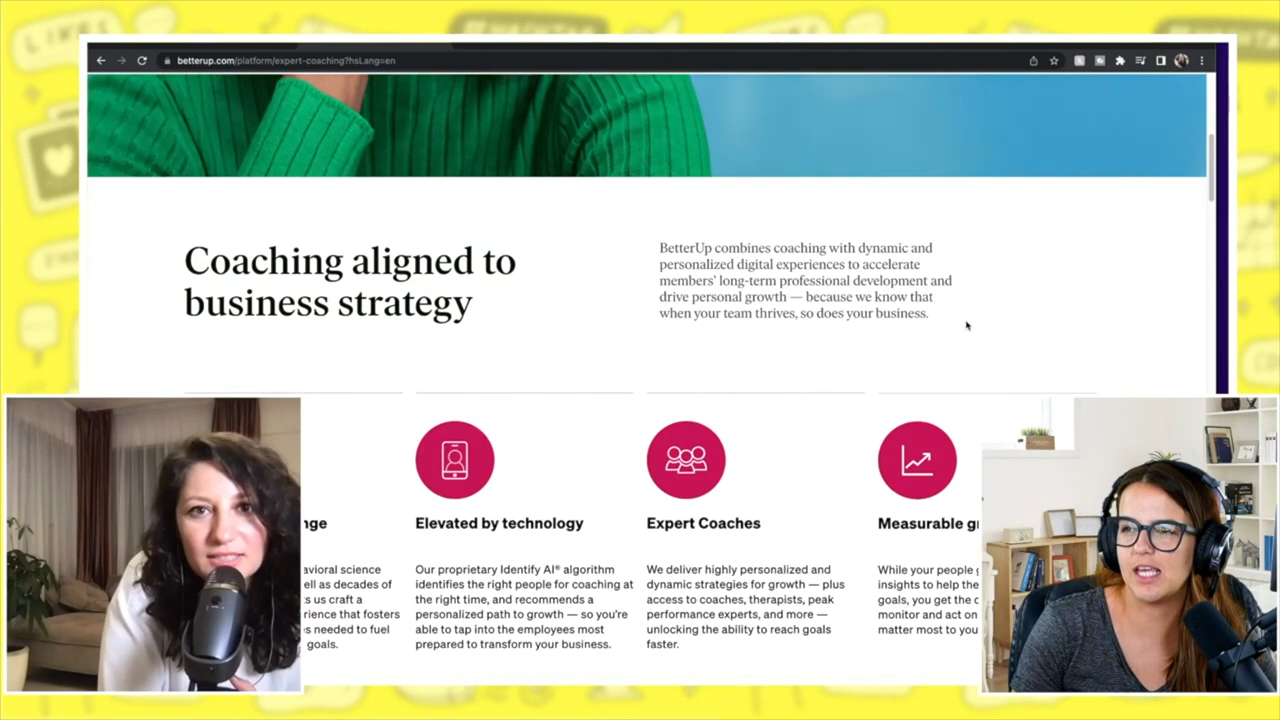 LIKES
betterup.com/platform/expert-coaching?hsLang=en
Coaching aligned to
business strategy
BetterUp combines coaching with dynamic and
personalized digital experiences to accelerate
members' long-term professional development and
drive personal growth — because we know that
when your team thrives, so does your business.
nge
avioral science
ell as decades of
s us craft a
rience that fosters
s needed to fuel
goals.
Elevated by technology
Our proprietary Identify AI® algorithm
identifies the right people for coaching at
the right time, and recommends a
personalized path to growth — so you're
able to tap into the employees most
prepared to transform your business.
Expert Coaches
We deliver highly personalized and
dynamic strategies for growth — plus
access to coaches, therapists, peak
performance experts, and more —
unlocking the ability to reach goals
faster.
Measurable g
While your people g
insights to help the
goals, you get the c
monitor and act on
matter most to you